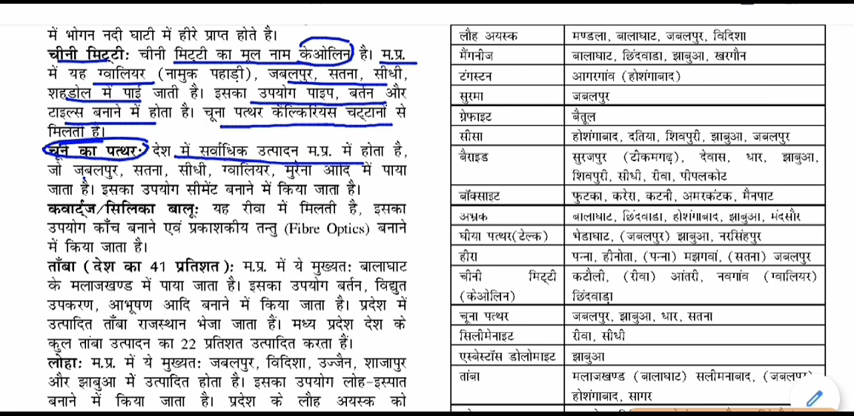 में भोगन नदी घाटी में हीरे प्राप्त होते है।
चीनी मिट्टी: चीनी मिट्टी का मूल नाम केओलिन है। म.प्र.
में यह ग्वालियर (नामुक पहाड़ी), जबलपुर, सतना, सीधी,
शहडोल में पाई जाती है। इसका उपयोग पाइप, बर्तन और
टाइल्स बनाने में होता है। चूना पत्थर केल्किरियस चट्टानों से
मिलती है।
चूने का पत्थर: देश में सर्वाधिक उत्पादन म.प्र. में होता है,
जो जबलपुर, सतना, सीधी, ग्वालियर, मुरैना आदि में पाया
जाता है। इसका उपयोग सीमेंट बनाने में किया जाता है।
क्वार्ट्ज/सिलिका बालू: यह रीवा में मिलती है, इसका
उपयोग काँच बनाने एवं प्रकाशकीय तन्तु (Fibre Optics) बनाने
में किया जाता है।
ताँबा (देश का 41 प्रतिशत): म.प्र. में ये मुख्यत: बालाघाट
के मलाजखण्ड में पाया जाता है। इसका उपयोग बर्तन, विद्युत
उपकरण, आभूषण आदि बनाने में किया जाता है। प्रदेश में
उत्पादित ताँबा राजस्थान भेजा जाता हैं। मध्य प्रदेश देश के
कुल तांबा उत्पादन का 22 प्रतिशत उत्पादित करता हैं।
लोहा: म.प्र. में ये मुख्यत: जबलपुर, विदिशा, उज्जैन, शाजापुर
और झाबुआ में उत्पादित होता है। इसका उपयोग लोह-इस्पात
बनाने में किया जाता है। प्रदेश के लौह अयस्क को
लौह अयस्क मण्डला, बालाघाट, जबलपुर, विदिशा
मैंगनीज बालाघाट, छिंदवाडा, झाबुआ, खरगौन
टंगस्टन आगरगांव (होशंगाबाद)
सुरमा जबलपुर
ग्रेफाइट बैतूल
सीसा होशंगाबाद, दतिया, शिवपुरी, झाबुआ, जबलपुर
बैराइड सुरजपुर (टीकमगढ़), देवास, धार, झाबुआ,
शिवपुरी, सीधी, रीवा, पीपलकोट
बॉक्साइट फुटका, करेरा, कटनी, अमरकंटक, मैनपाट
अभ्रक बालाघाट, छिंदवाडा, होशंगाबाद, झाबुआ, मंदसौर
घीया पत्थर(टेल्क) भेडाघाट, (जबलपुर) झाबुआ, नरसिंहपुर
हीरा पन्ना, हीनोता, (पन्ना) मझगवां, (सतना) जबलपुर
चीनी मिट्टी कटौली, (रीवा) आंतरी, नवगांव (ग्वालियर)
(केओलिन) छिंदवाड़ा
चूना पत्थर जबलपुर, झाबुआ, धार, सतना
सिलीमेनाइट रीवा, सीधी
एस्बेस्टॉस डोलोमाइट झाबुआ
तांबा मलाजखण्ड (बालाघाट) सलीमनाबाद, (जबलपुर)
होशंगाबाद, सागर